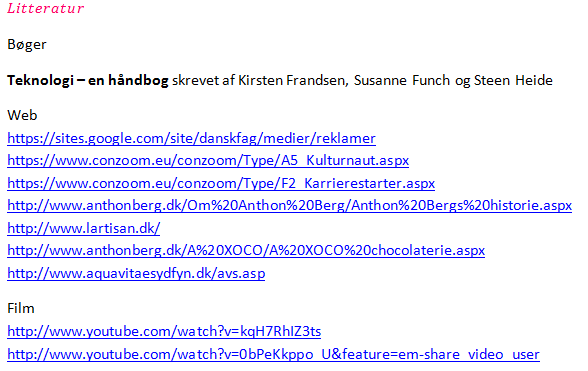 Litteratur
Bøger
Teknologi – en håndbog skrevet af Kirsten Frandsen, Susanne Funch og Steen Heide
Web
https://sites.google.com/site/danskfag/medier/reklamer
https://www.conzoom.eu/conzoom/Type/A5_Kulturnaut.aspx
https://www.conzoom.eu/conzoom/Type/F2_Karrierestarter.aspx
http://www.anthonberg.dk/Om%20Anthon%20Berg/Anthon%20Bergs%20historie.aspx
http://www.lartisan.dk/
http://www.anthonberg.dk/A%20XOCO/A%20XOCO%20chocolaterie.aspx
http://www.aquavitaesydfyn.dk/avs.asp
Film
http://www.youtube.com/watch?v=kqH7RhIZ3ts
http://www.youtube.com/watch?v=0bPeKkppo_U&feature=em-share_video_user